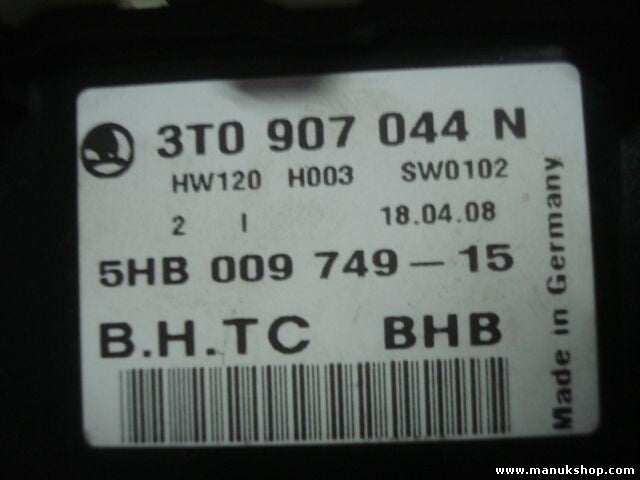 3T0 907 044 N
HW120 H003 SW0102
2 I 18.04.08
5HB 009 749-15
B.H.TC BHB
Made in Germany
www.manukshop.com